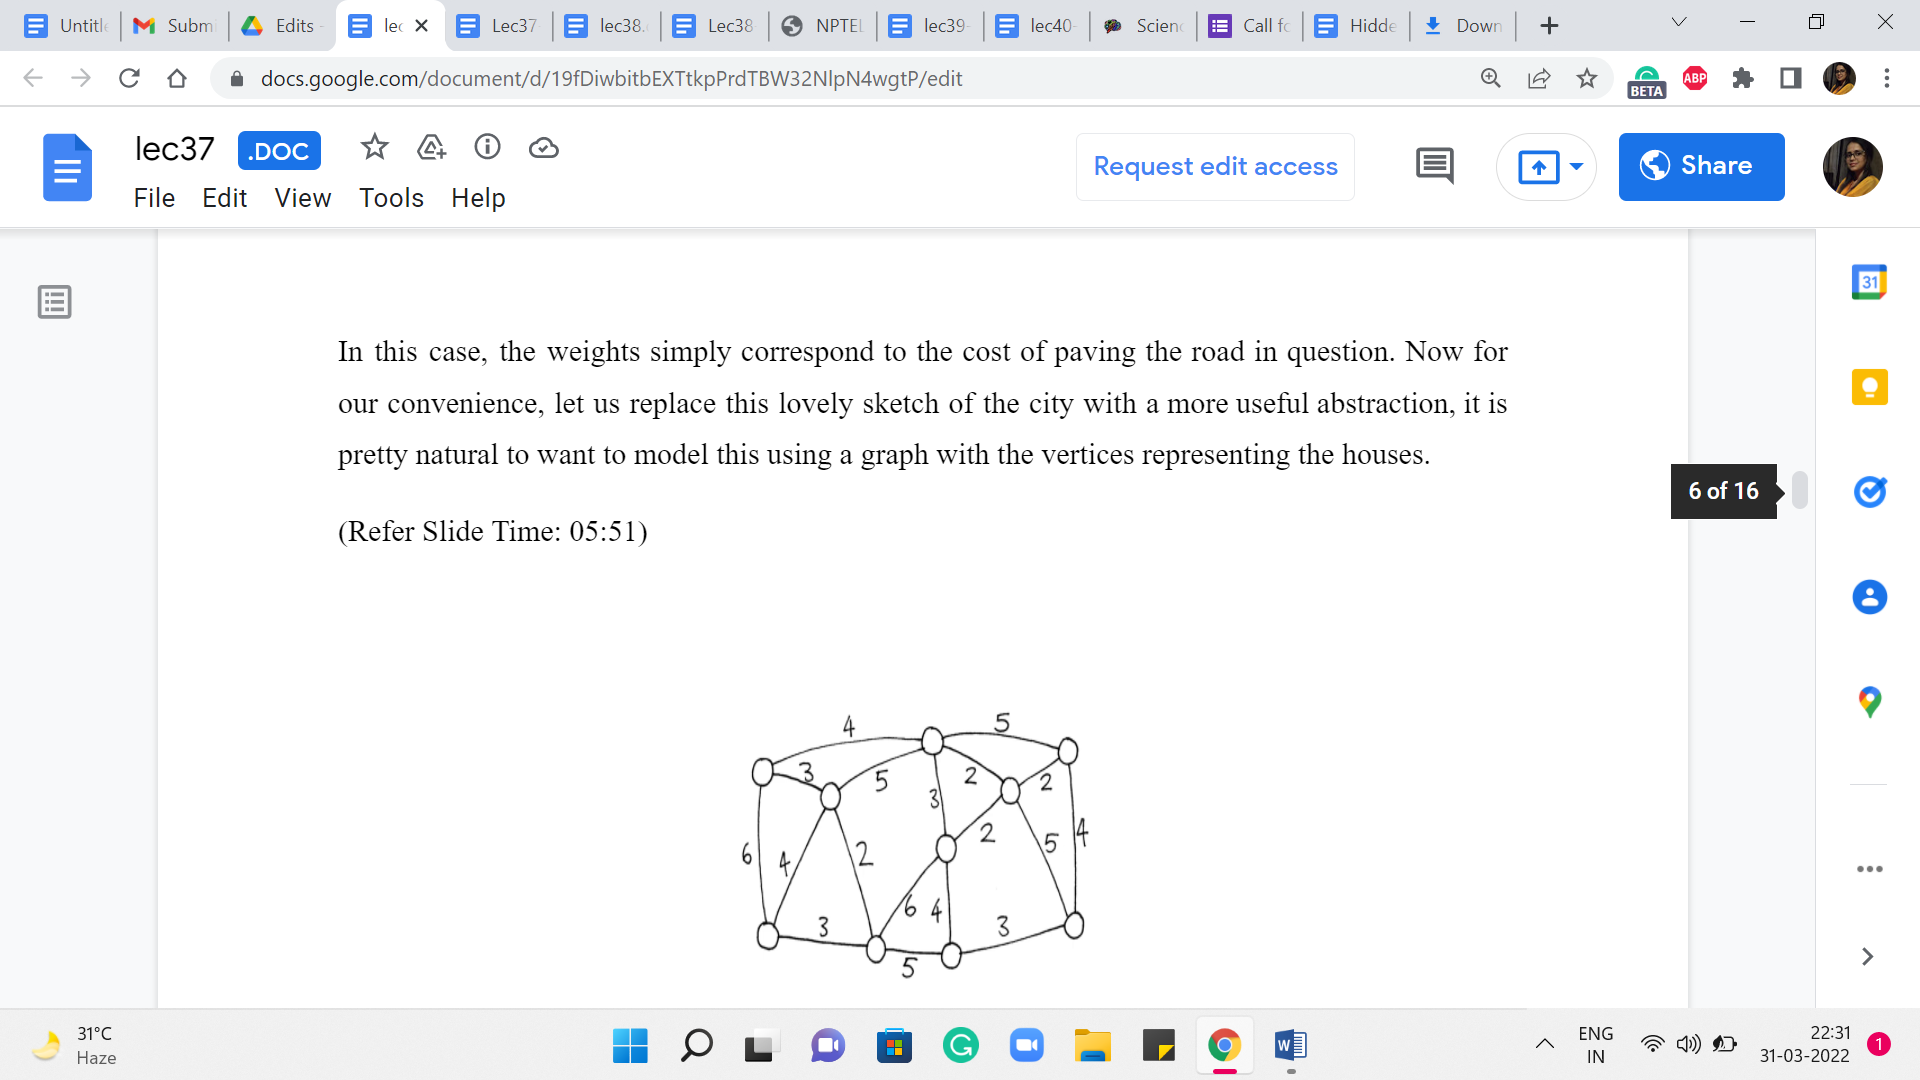 Untitle
Submi
Edits -
lec
Lec37-
lec38.
Lec38
NPTEL
lec39-
lec40-
Scien
Call fo
Hidde
Down
docs.google.com/document/d/19fDiwbitbEXTtkpPrdTBW32NlpN4wgtP/edit
BETA
ABP
lec37
.DOC
Request edit access
Share
File Edit View Tools Help
31
In this case, the weights simply correspond to the cost of paving the road in question. Now for
our convenience, let us replace this lovely sketch of the city with a more useful abstraction, it is
pretty natural to want to model this using a graph with the vertices representing the houses.
6 of 16
(Refer Slide Time: 05:51)
4 5
3 5 2 2
3
6 4 2 2 5 4
3 6 4 3
5
31°C
Haze
ENG
IN
22:31
31-03-2022
1